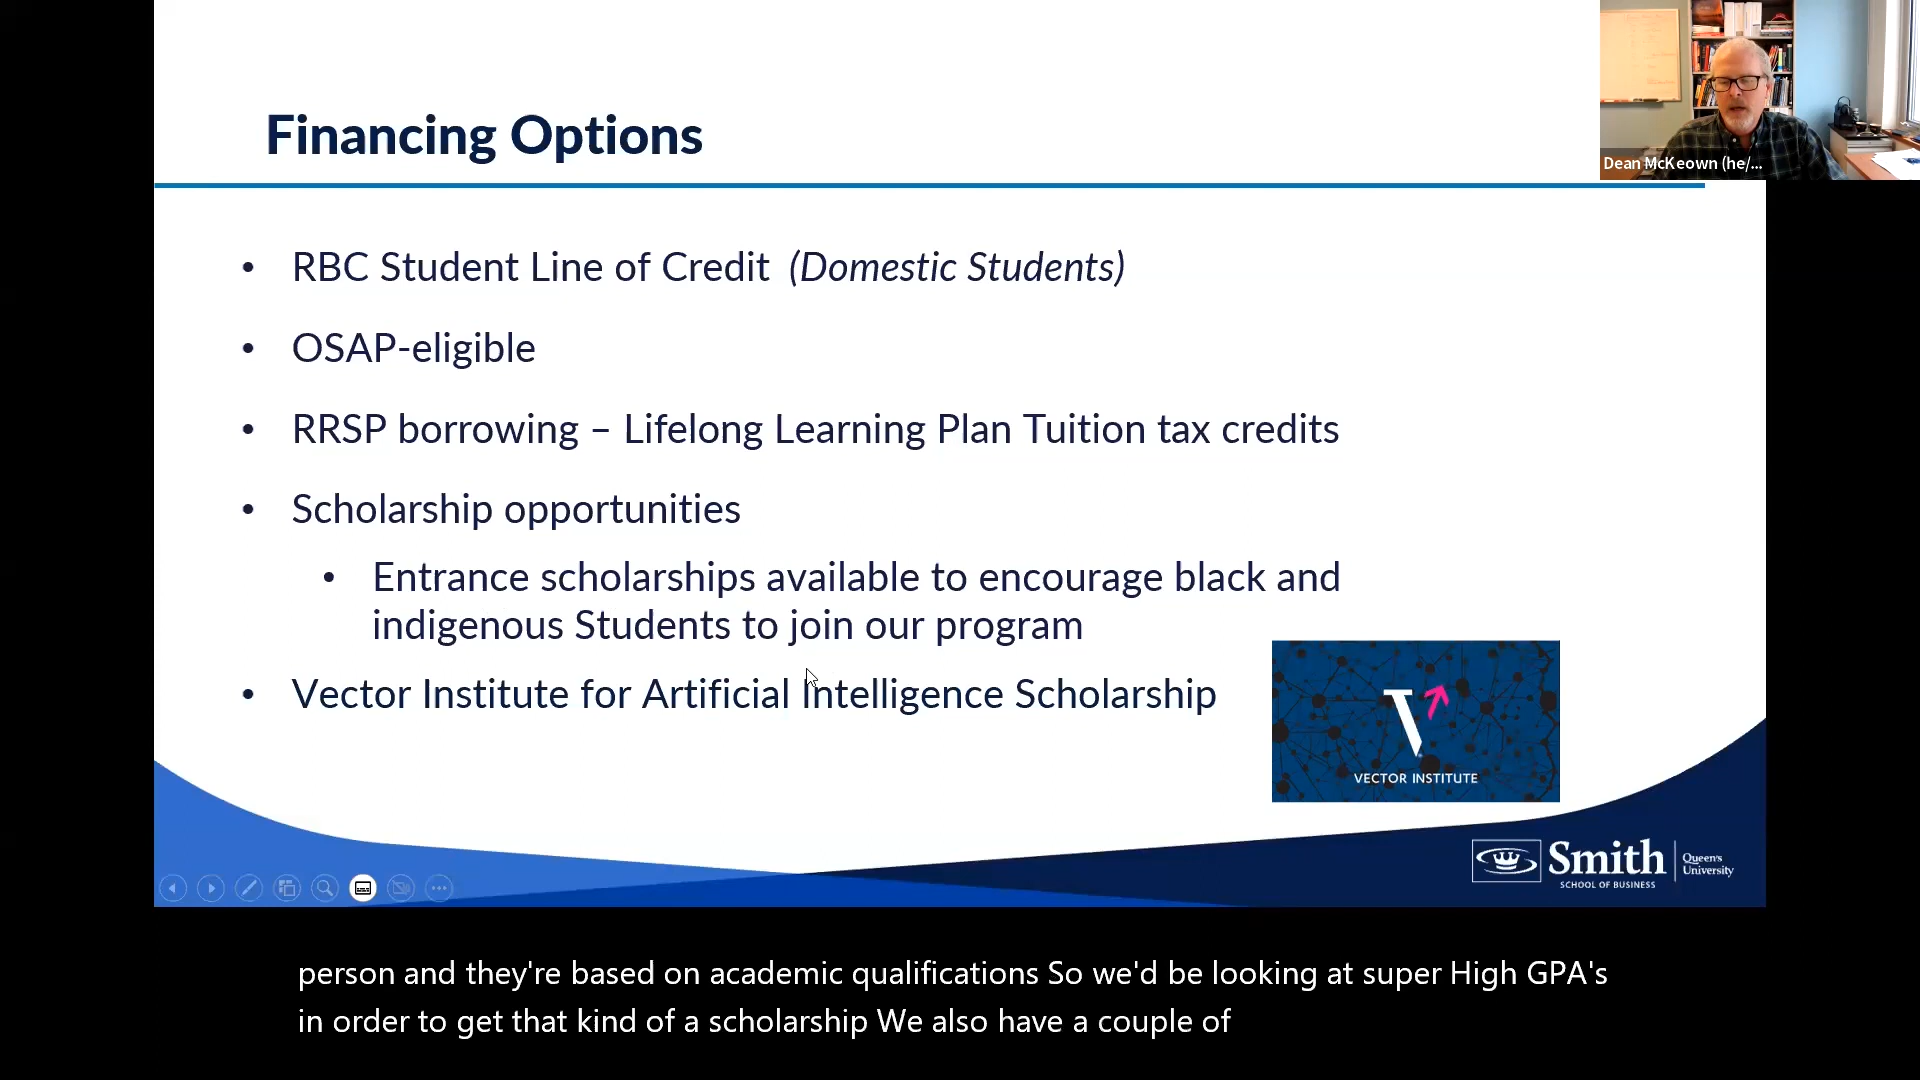 Financing Options
Dean McKeown (he/...
• RBC Student Line of Credit (Domestic Students)
• OSAP-eligible
• RRSP borrowing – Lifelong Learning Plan Tuition tax credits
• Scholarship opportunities
• Entrance scholarships available to encourage black and
indigenous Students to join our program
• Vector Institute for Artificial Intelligence Scholarship
VECTOR INSTITUTE
Smith
SCHOOL OF BUSINESS
Queen's
University
person and they're based on academic qualifications So we'd be looking at super High GPA's
in order to get that kind of a scholarship We also have a couple of